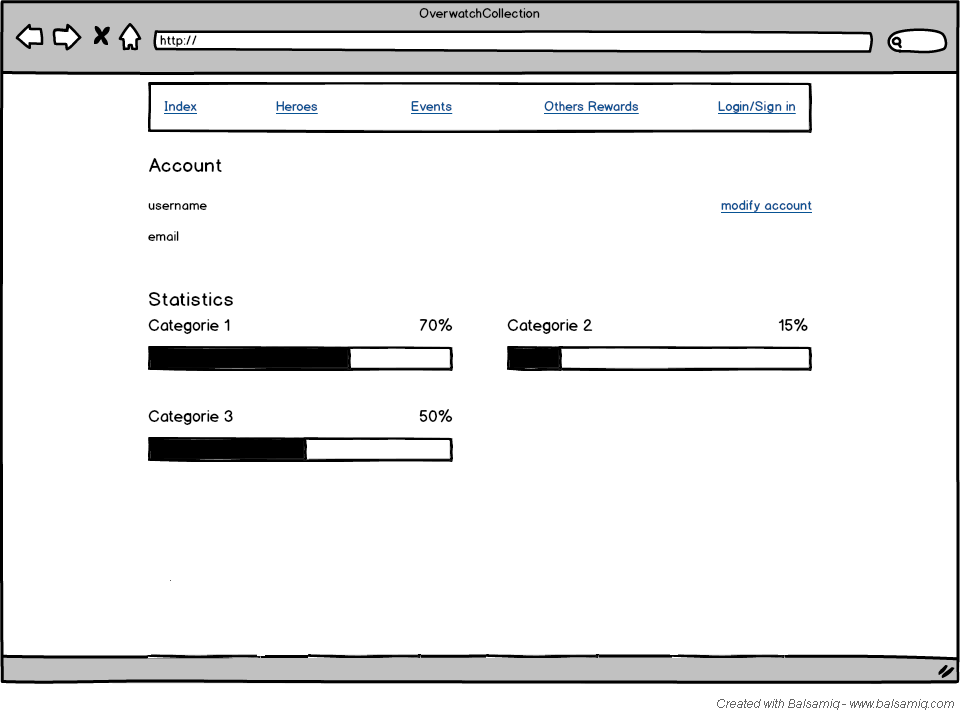 OverwatchCollection
http://
Index Heroes Events Others Rewards Login/Sign in
Account
username modify account
email
Statistics
Categorie 1 70% Categorie 2 15%
Categorie 3 50%
Created with Balsamiq - www.balsamiq.com